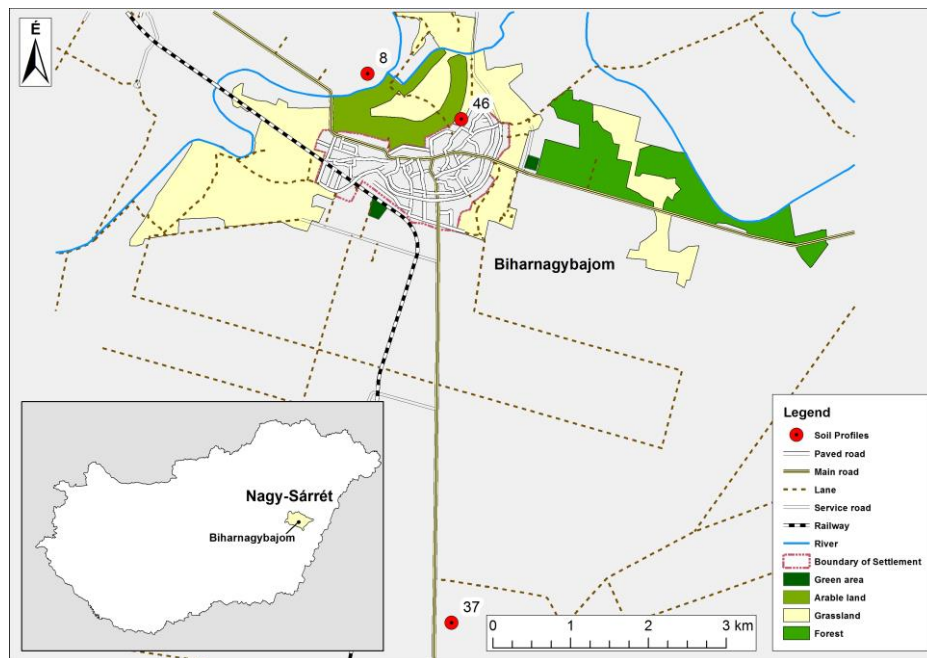 É
8
46
Biharnagybajom
Nagy-Sárrét
Biharnagybajom
37
0 1 2 3 km
Legend
Soil Profiles
Paved road
Main road
Lane
Service road
Railway
River
Boundary of Settlement
Green area
Arable land
Grassland
Forest